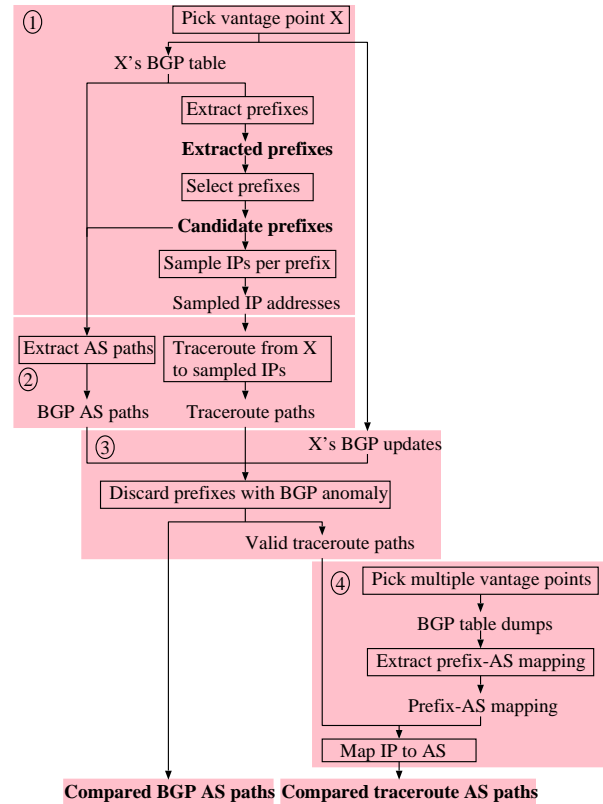 1
Pick vantage point X
X's BGP table
Extract prefixes
Extracted prefixes
Select prefixes
Candidate prefixes
Sample IPs per prefix
Sampled IP addresses
Extract AS paths
Traceroute from X
to sampled IPs
2
BGP AS paths
Traceroute paths
3
X's BGP updates
Discard prefixes with BGP anomaly
Valid traceroute paths
4
Pick multiple vantage points
BGP table dumps
Extract prefix-AS mapping
Prefix-AS mapping
Map IP to AS
Compared BGP AS paths
Compared traceroute AS paths